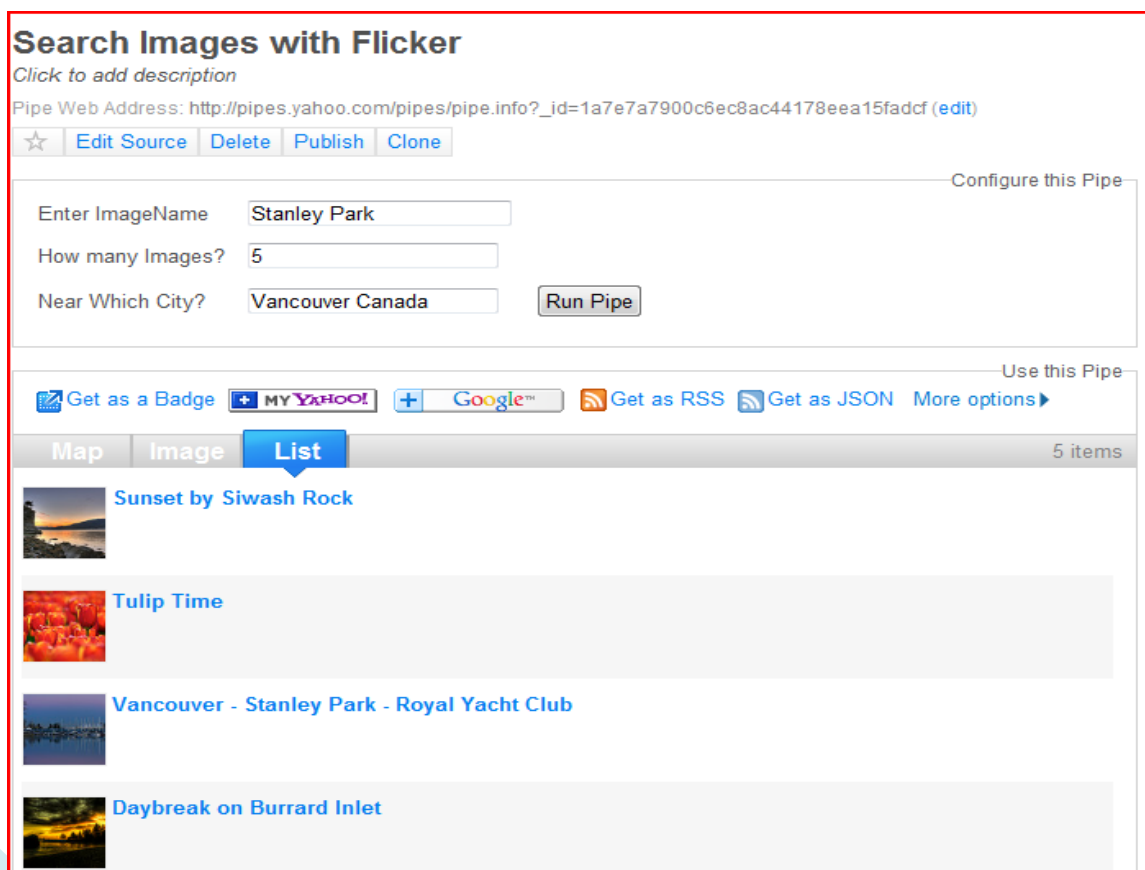 Search Images with Flicker
Click to add description
Pipe Web Address: http://pipes.yahoo.com/pipes/pipe.info?_id=1a7e7a7900c6ec8ac44178eea15fadcf (edit)
Edit Source Delete Publish Clone
Configure this Pipe
Enter ImageName Stanley Park
How many Images? 5
Near Which City? Vancouver Canada Run Pipe
Use this Pipe
Get as a Badge MY YAHOO! Google™ Get as RSS Get as JSON More options
Map Image List 5 items
Sunset by Siwash Rock
Tulip Time
Vancouver - Stanley Park - Royal Yacht Club
Daybreak on Burrard Inlet